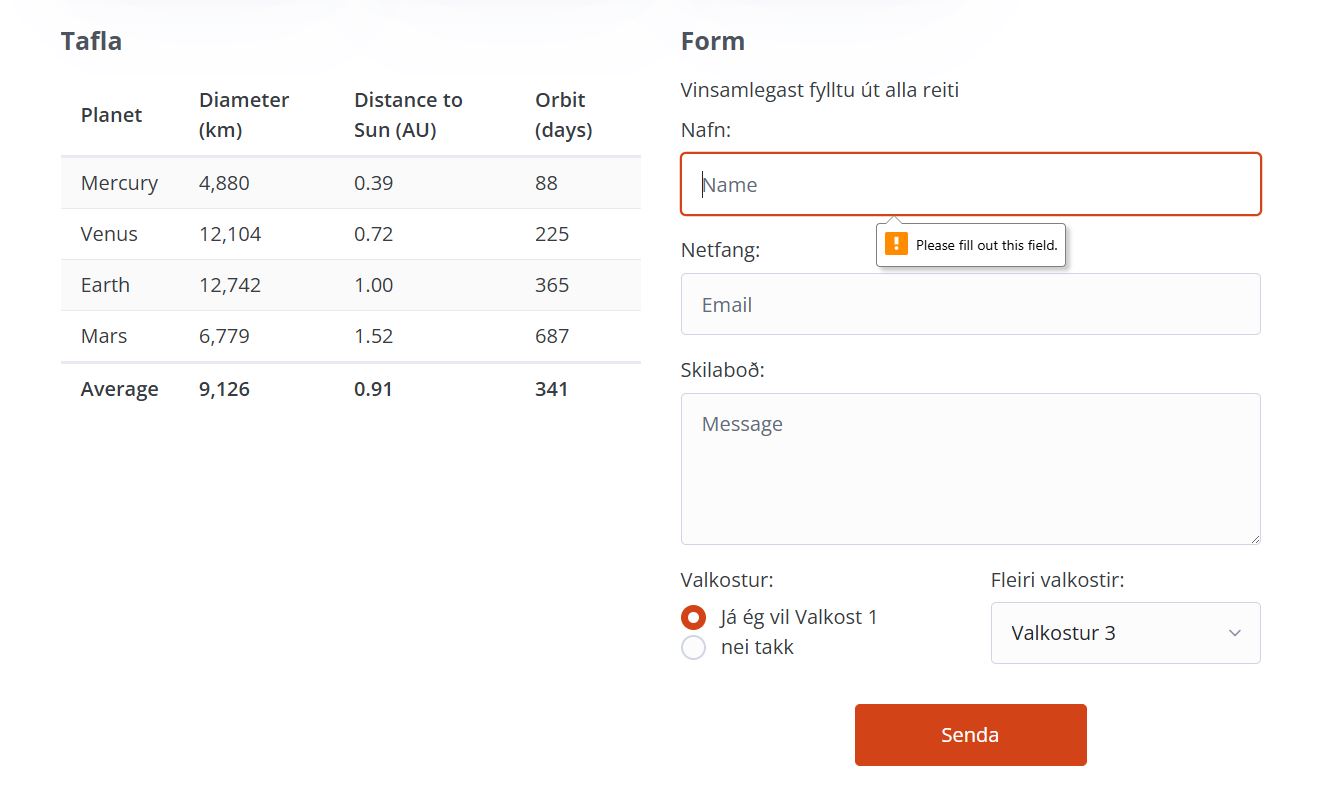 Tafla
Planet Diameter (km) Distance to Sun (AU) Orbit (days)
Mercury 4,880 0.39 88
Venus 12,104 0.72 225
Earth 12,742 1.00 365
Mars 6,779 1.52 687
Average 9,126 0.91 341
Form
Vinsamlegast fylltu út alla reiti
Nafn:
Name
Please fill out this field.
Netfang:
Email
Skilaboð:
Message
Valkostur:
Já ég vil Valkost 1
nei takk
Fleiri valkostir:
Valkostur 3
Senda